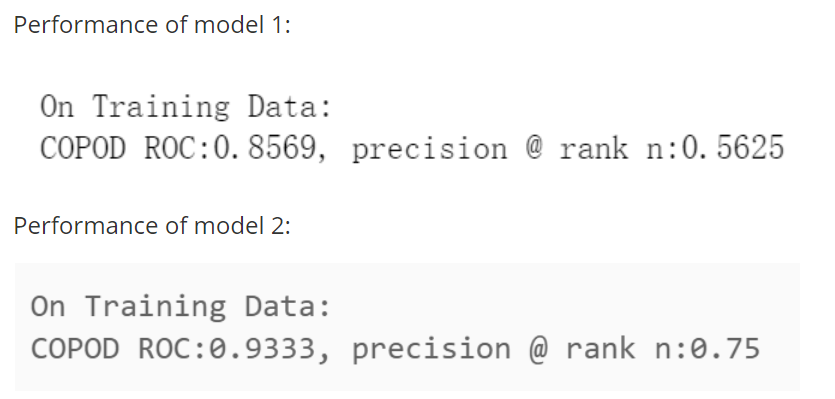 Performance of model 1:
On Training Data:
COPOD ROC:0.8569, precision @ rank n:0.5625
Performance of model 2:
On Training Data:
COPOD ROC:0.9333, precision @ rank n:0.75